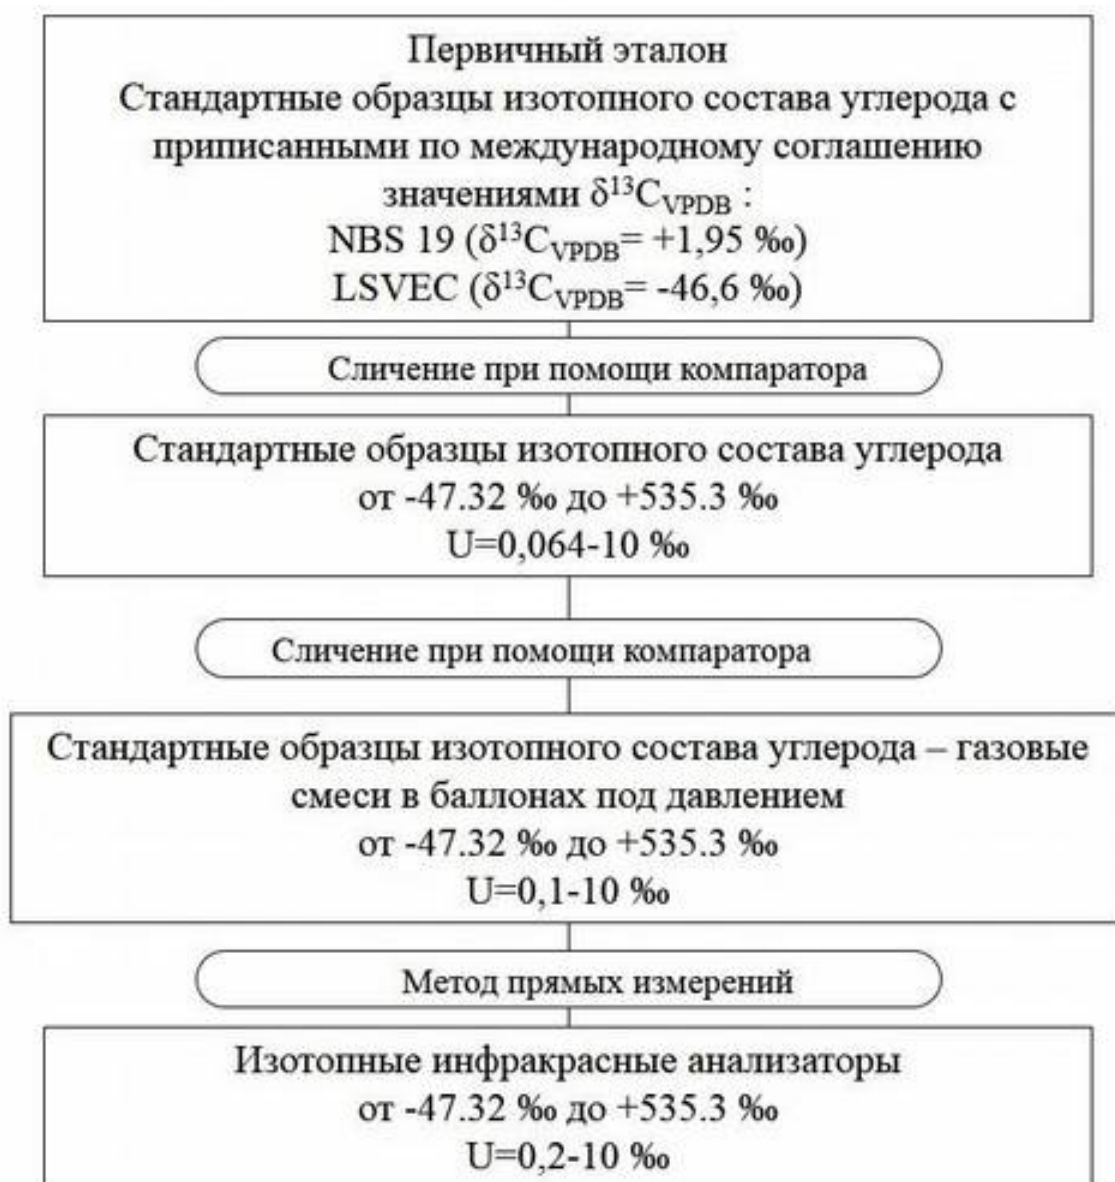 Первичный эталон
Стандартные образцы изотопного состава углерода с
приписанными по международному соглашению
значениями δ¹³C_VPDB :
NBS 19 (δ¹³C_VPDB= +1,95 ‰)
LSVEC (δ¹³C_VPDB= -46,6 ‰)
Сличение при помощи компаратора
Стандартные образцы изотопного состава углерода
от -47.32 ‰ до +535.3 ‰
U=0,064-10 ‰
Сличение при помощи компаратора
Стандартные образцы изотопного состава углерода – газовые
смеси в баллонах под давлением
от -47.32 ‰ до +535.3 ‰
U=0,1-10 ‰
Метод прямых измерений
Изотопные инфракрасные анализаторы
от -47.32 ‰ до +535.3 ‰
U=0,2-10 ‰